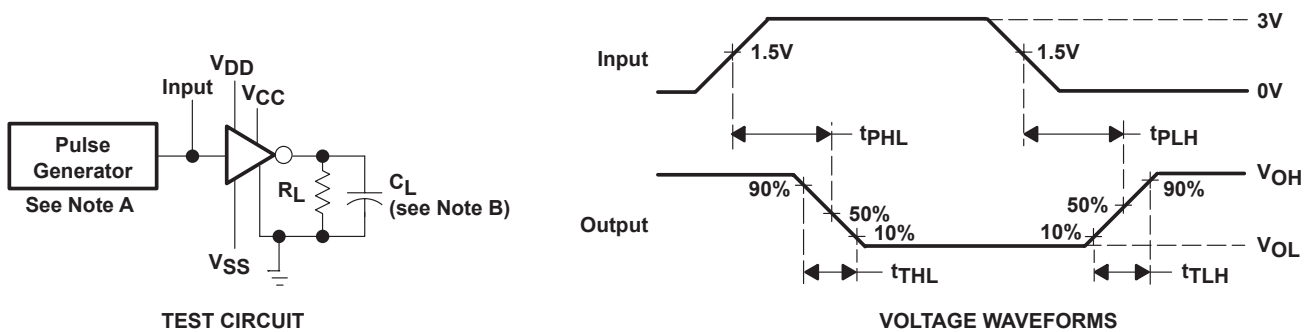 VDD
Input
VCC
Pulse
Generator
See Note A
RL
CL
(see Note B)
VSS
TEST CIRCUIT
3V
Input
1.5V
1.5V
0V
tPHL
tPLH
VOH
90%
90%
50%
50%
Output
10%
10%
VOL
tTHL
tTLH
VOLTAGE WAVEFORMS